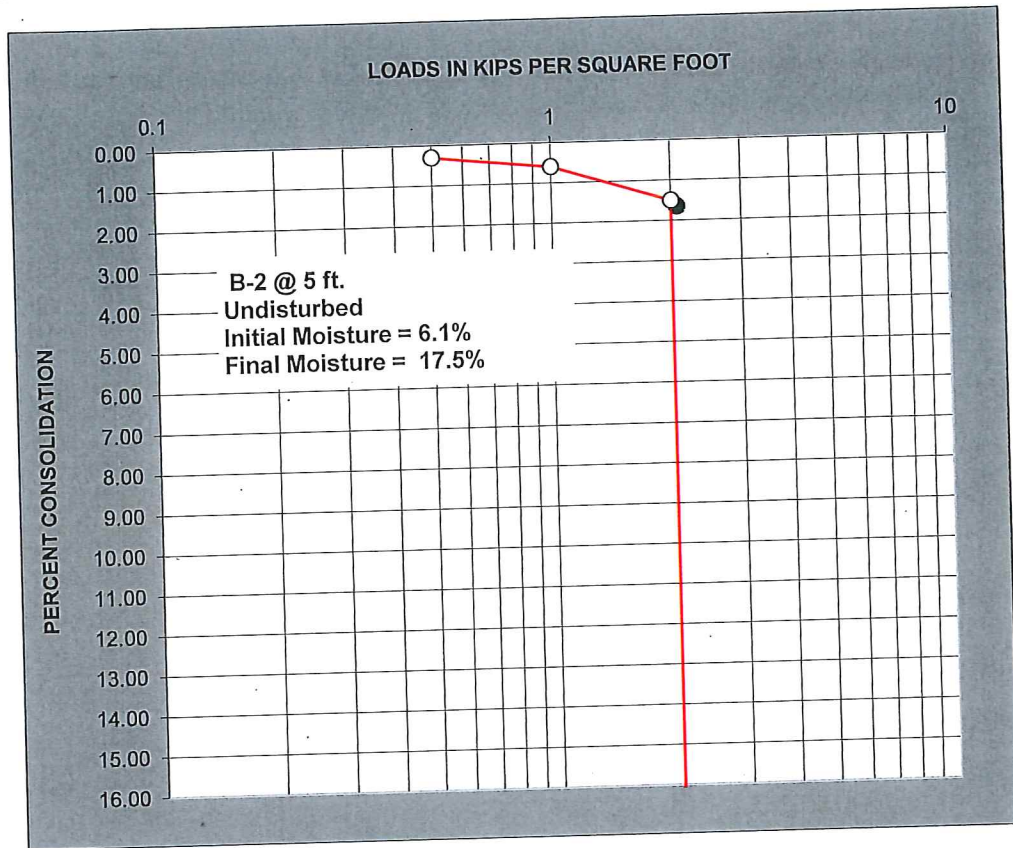 LOADS IN KIPS PER SQUARE FOOT
0.1 1 10
0.00
1.00
2.00
3.00
4.00
5.00
6.00
7.00
8.00
9.00
10.00
11.00
12.00
13.00
14.00
15.00
16.00
PERCENT CONSOLIDATION
B-2 @ 5 ft.
Undisturbed
Initial Moisture = 6.1%
Final Moisture = 17.5%